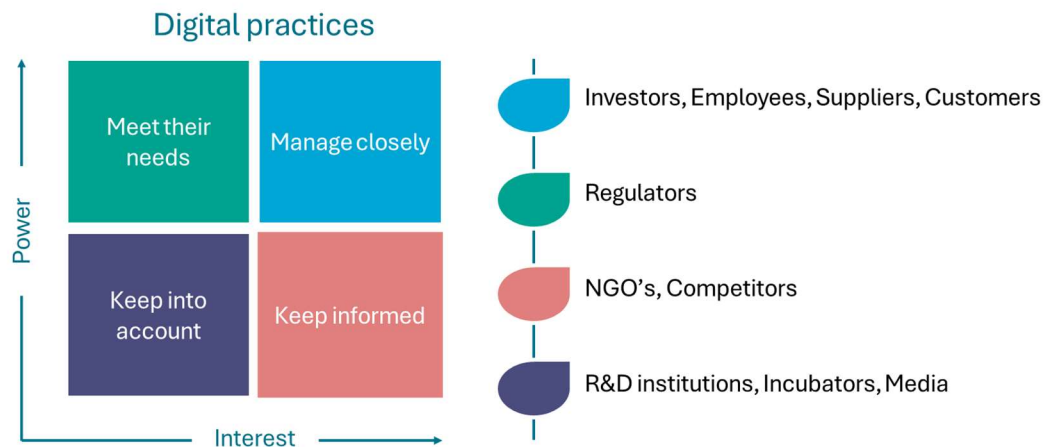 Digital practices
Meet their
needs
Manage closely
Keep into
account
Keep informed
Power
Interest
Investors, Employees, Suppliers, Customers
Regulators
NGO's, Competitors
R&D institutions, Incubators, Media